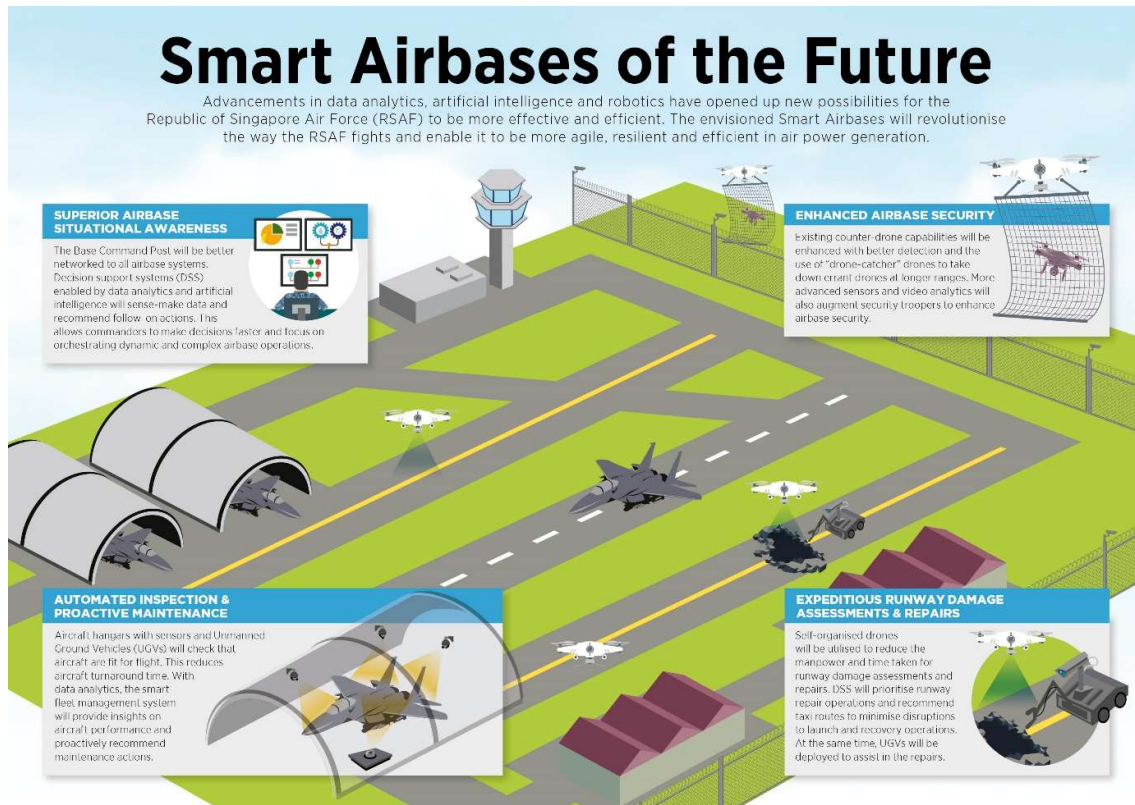 Smart Airbases of the Future
Advancements in data analytics, artificial intelligence and robotics have opened up new possibilities for the
Republic of Singapore Air Force (RSAF) to be more effective and efficient. The envisioned Smart Airbases will revolutionise
the way the RSAF fights and enable it to be more agile, resilient and efficient in air power generation.
SUPERIOR AIRBASE
SITUATIONAL AWARENESS
The Base Command Post will be better
networked to all airbase systems.
Decision support systems (DSS)
enabled by data analytics and artificial
intelligence will sense-make data and
recommend follow on actions. This
allows commanders to make decisions faster and focus on
orchestrating dynamic and complex airbase operations.
ENHANCED AIRBASE SECURITY
Existing counter-drone capabilities will be
enhanced with better detection and the
use of "drone-catcher" drones to take
down errant drones at longer ranges. More
advanced sensors and video analytics will
also augment security troopers to enhance
airbase security.
AUTOMATED INSPECTION &
PROACTIVE MAINTENANCE
Aircraft hangars with sensors and Unmanned
Ground Vehicles (UGVs) will check that
aircraft are fit for flight. This reduces
aircraft turnaround time. With
data analytics, the smart
fleet management system
will provide insights on
aircraft performance and
proactively recommend
maintenance actions.
EXPEDITIOUS RUNWAY DAMAGE
ASSESSMENTS & REPAIRS
Self-organised drones
will be utilised to reduce the
manpower and time taken for
runway damage assessments and
repairs. DSS will prioritise runway
repair operations and recommend
taxi routes to minimise disruptions
to launch and recovery operations.
At the same time, UGVs will be
deployed to assist in the repairs.